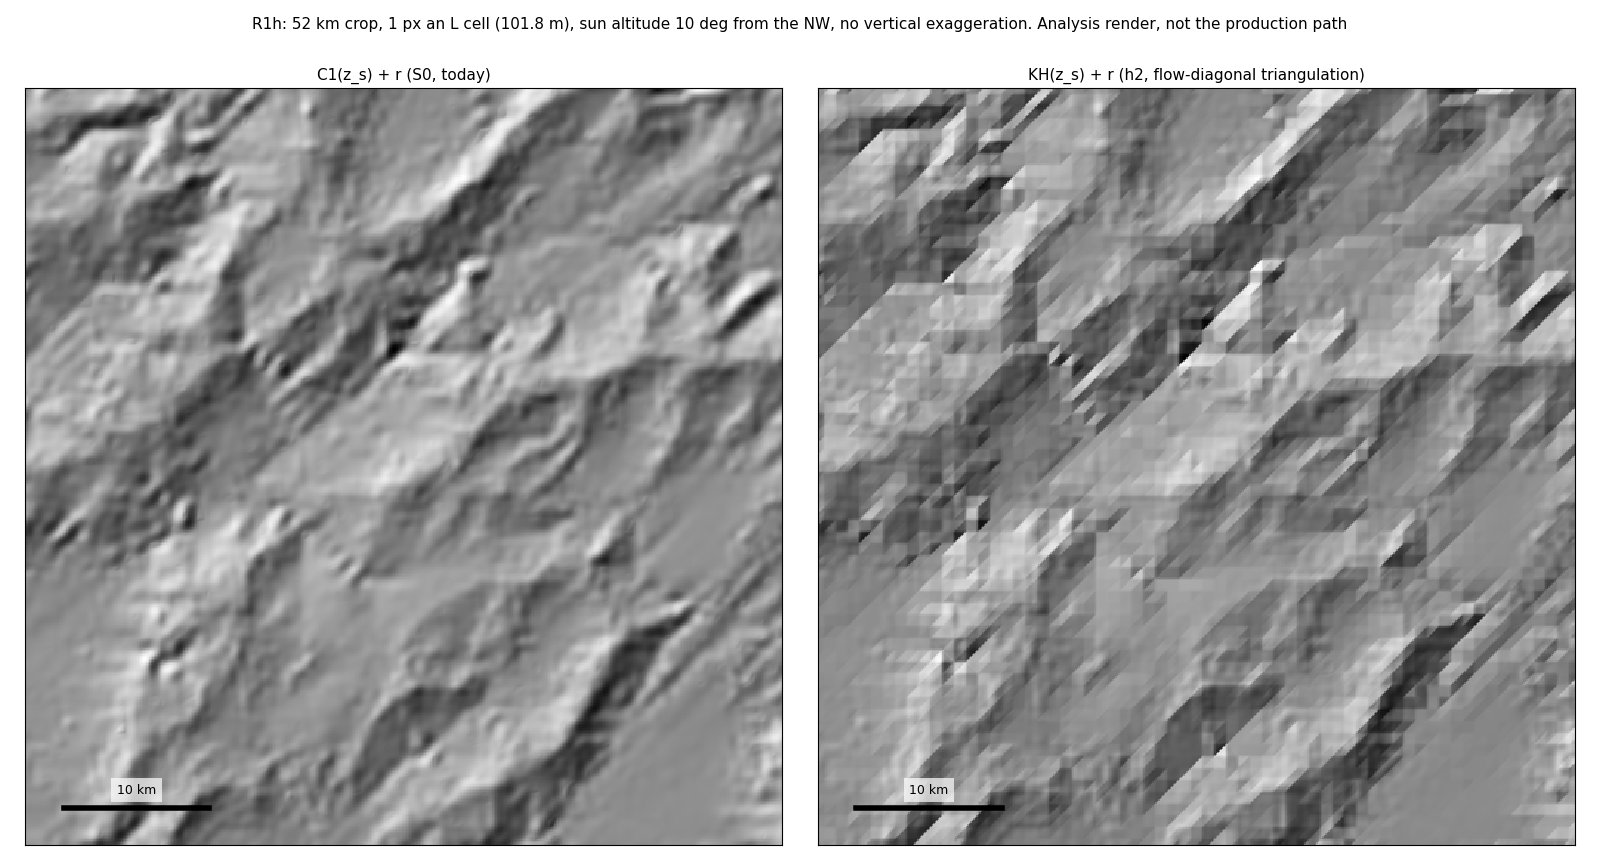 R1h: 52 km crop, 1 px an L cell (101.8 m), sun altitude 10 deg from the NW, no vertical exaggeration. Analysis render, not the production path
C1(z_s) + r (S0, today)
KH(z_s) + r (h2, flow-diagonal triangulation)
10 km
10 km